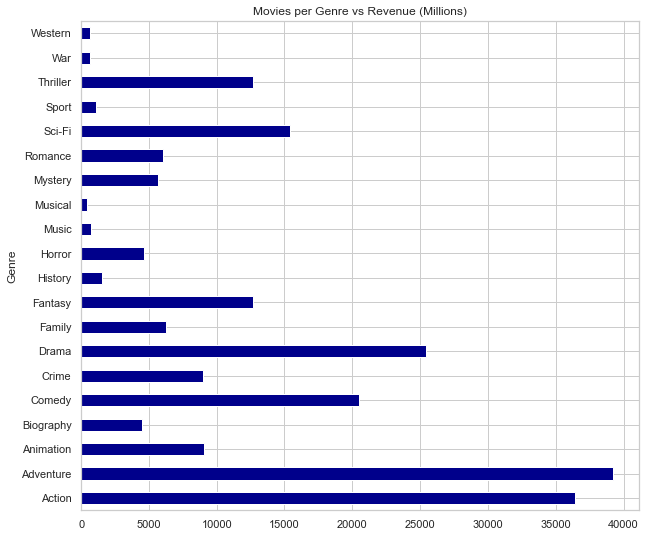 Movies per Genre vs Revenue (Millions)
Western
War
Thriller
Sport
Sci-Fi
Romance
Mystery
Musical
Music
Horror
History
Fantasy
Family
Drama
Crime
Comedy
Biography
Animation
Adventure
Action
Genre
0 5000 10000 15000 20000 25000 30000 35000 40000